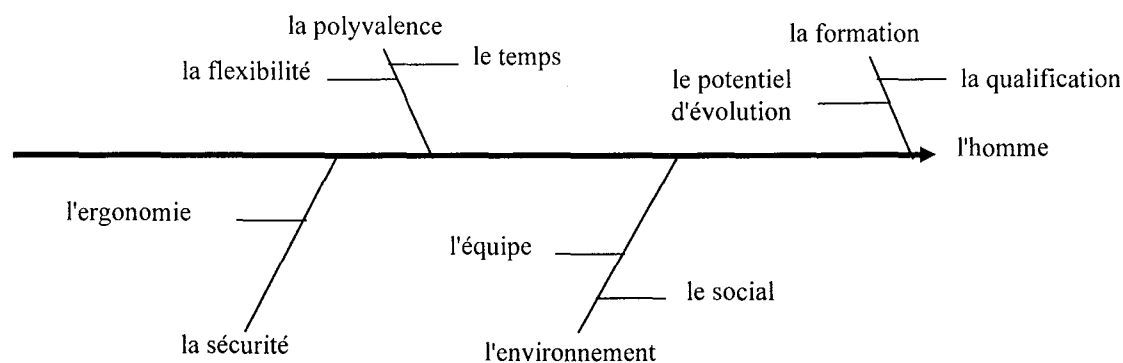 la polyvalence
la formation
la flexibilité
le temps
le potentiel
d'évolution
la qualification
l'homme
l'ergonomie
l'équipe
le social
la sécurité
l'environnement